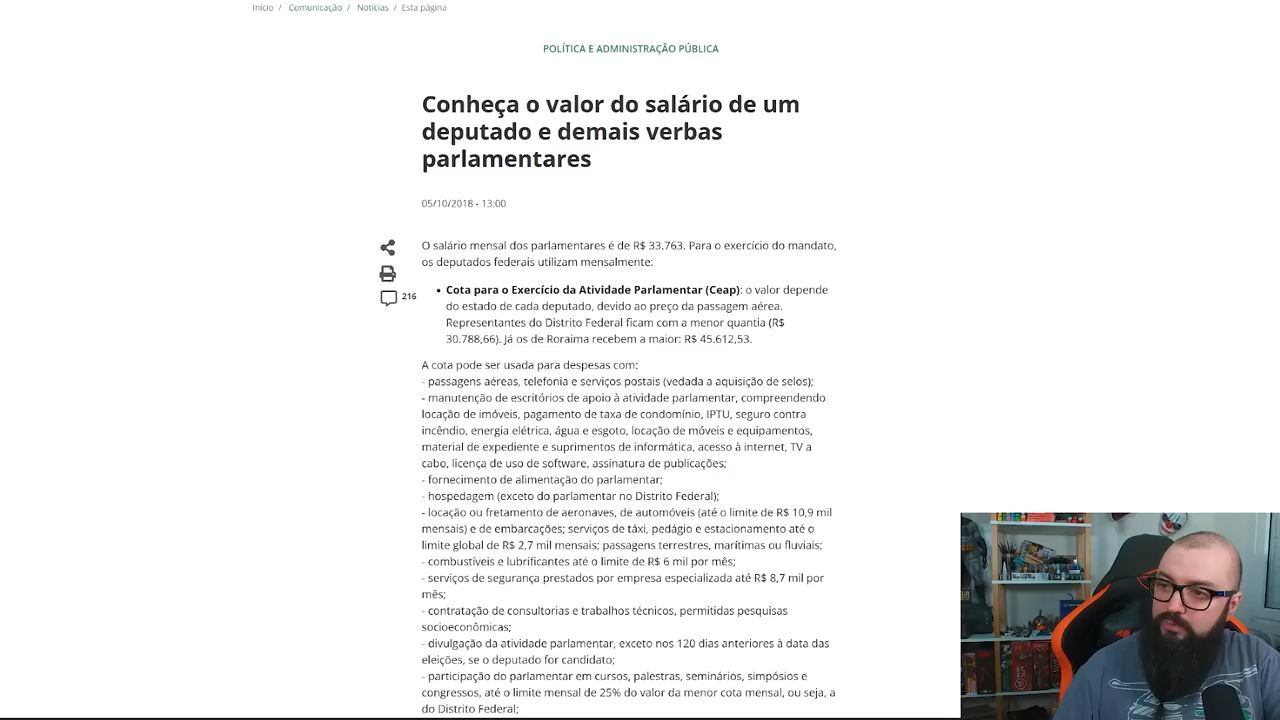 Início / Comunicação / Notícias / Esta página
POLÍTICA E ADMINISTRAÇÃO PÚBLICA
Conheça o valor do salário de um
deputado e demais verbas
parlamentares
05/10/2018 - 13:00
O salário mensal dos parlamentares é de R$ 33.763. Para o exercício do mandato,
os deputados federais utilizam mensalmente:
216
• Cota para o Exercício da Atividade Parlamentar (Ceap): o valor depende
do estado de cada deputado, devido ao preço da passagem aérea.
Representantes do Distrito Federal ficam com a menor quantia (R$
30.788,66). Já os de Roraima recebem a maior: R$ 45.612,53.
A cota pode ser usada para despesas com:
- passagens aéreas, telefonia e serviços postais (vedada a aquisição de selos);
- manutenção de escritórios de apoio à atividade parlamentar, compreendendo
locação de imóveis, pagamento de taxa de condomínio, IPTU, seguro contra
incêndio, energia elétrica, água e esgoto, locação de móveis e equipamentos,
material de expediente e suprimentos de informática, acesso à internet, TV a
cabo, licença de uso de software, assinatura de publicações;
- fornecimento de alimentação do parlamentar;
- hospedagem (exceto do parlamentar no Distrito Federal);
- locação ou fretamento de aeronaves, de automóveis (até o limite de R$ 10,9 mil
mensais) e de embarcações; serviços de táxi, pedágio e estacionamento até o
limite global de R$ 2,7 mil mensais; passagens terrestres, marítimas ou fluviais;
- combustíveis e lubrificantes até o limite de R$ 6 mil por mês;
- serviços de segurança prestados por empresa especializada até R$ 8,7 mil por
mês;
- contratação de consultorias e trabalhos técnicos, permitidas pesquisas
socioeconômicas;
- divulgação da atividade parlamentar, exceto nos 120 dias anteriores à data das
eleições, se o deputado for candidato;
- participação do parlamentar em cursos, palestras, seminários, simpósios e
congressos, até o limite mensal de 25% do valor da menor cota mensal, ou seja, a
do Distrito Federal;